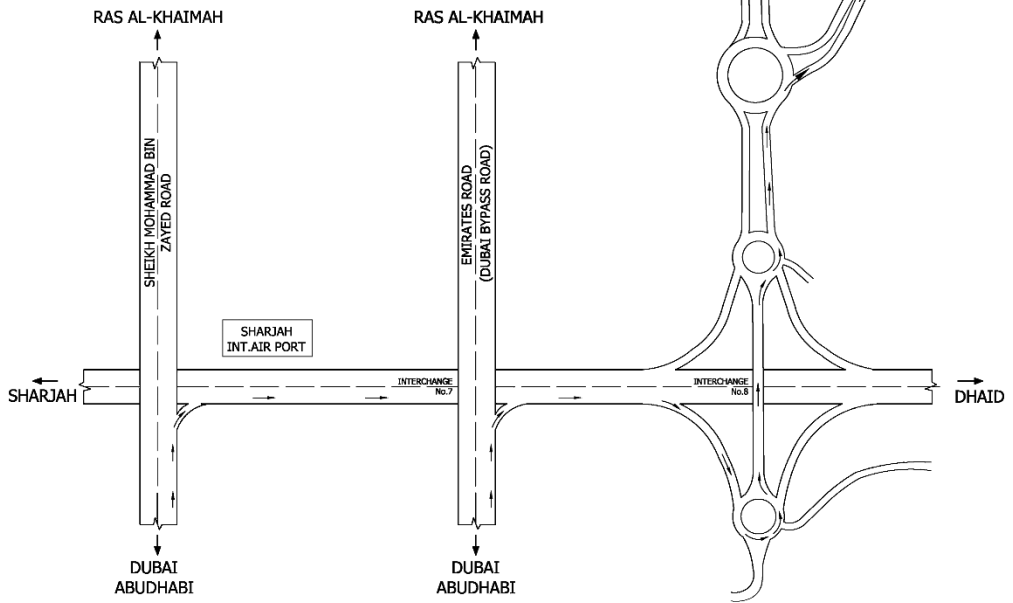 RAS AL-KHAIMAH
RAS AL-KHAIMAH
SHEIKH MOHAMMAD BIN
ZAYED ROAD
EMIRATES ROAD
(DUBAI BYPASS ROAD)
SHARJAH
INT.AIR PORT
INTERCHANGE
No.7
INTERCHANGE
No.8
SHARJAH
DHAID
DUBAI
ABUDHABI
DUBAI
ABUDHABI